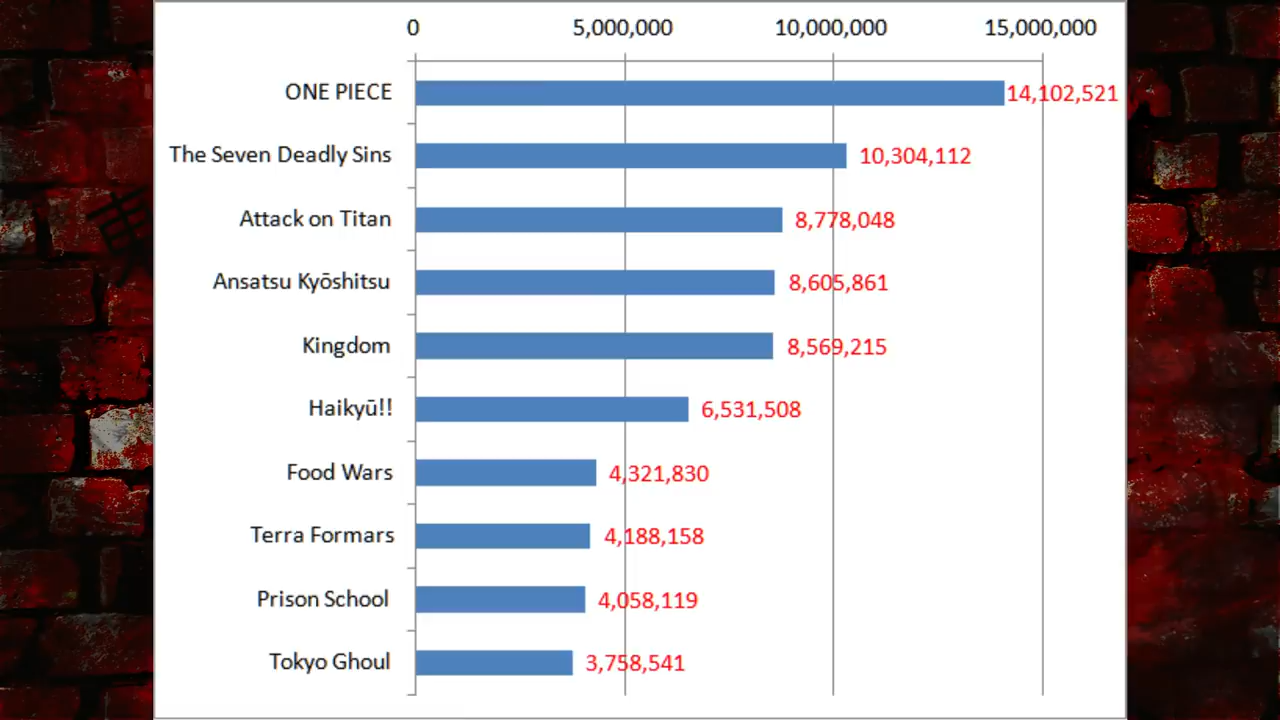 0 5,000,000 10,000,000 15,000,000
ONE PIECE 14,102,521
The Seven Deadly Sins 10,304,112
Attack on Titan 8,778,048
Ansatsu Kyōshitsu 8,605,861
Kingdom 8,569,215
Haikyū!! 6,531,508
Food Wars 4,321,830
Terra Formars 4,188,158
Prison School 4,058,119
Tokyo Ghoul 3,758,541